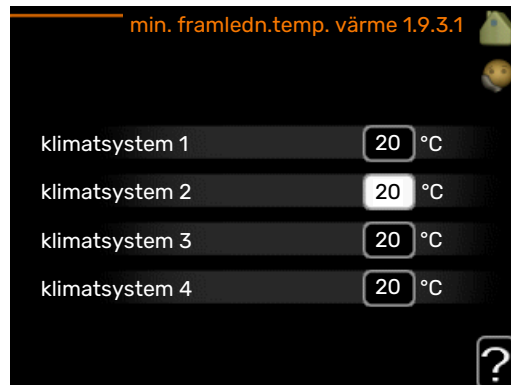 min. framledn.temp. värme 1.9.3.1
klimatsystem 1 20 °C
klimatsystem 2 20 °C
klimatsystem 3 20 °C
klimatsystem 4 20 °C
?